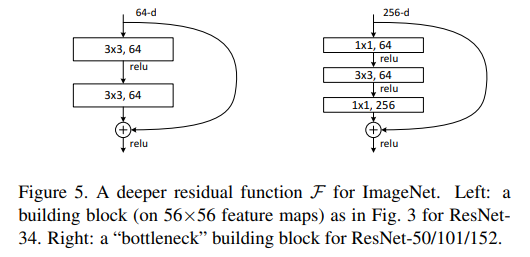 64-d
3x3, 64
relu
3x3, 64
+
relu
256-d
1x1, 64
relu
3x3, 64
relu
1x1, 256
+
relu
Figure 5. A deeper residual function ℱ for ImageNet. Left: a
building block (on 56×56 feature maps) as in Fig. 3 for ResNet-
34. Right: a “bottleneck” building block for ResNet-50/101/152.